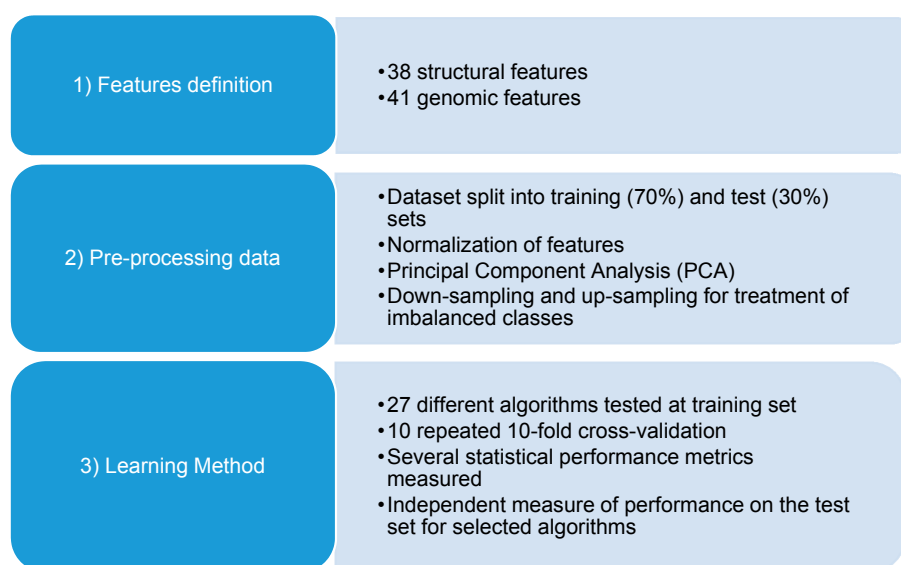 1) Features definition
•38 structural features
•41 genomic features
2) Pre-processing data
•Dataset split into training (70%) and test (30%)
sets
•Normalization of features
•Principal Component Analysis (PCA)
•Down-sampling and up-sampling for treatment of
imbalanced classes
3) Learning Method
•27 different algorithms tested at training set
•10 repeated 10-fold cross-validation
•Several statistical performance metrics
measured
•Independent measure of performance on the test
set for selected algorithms